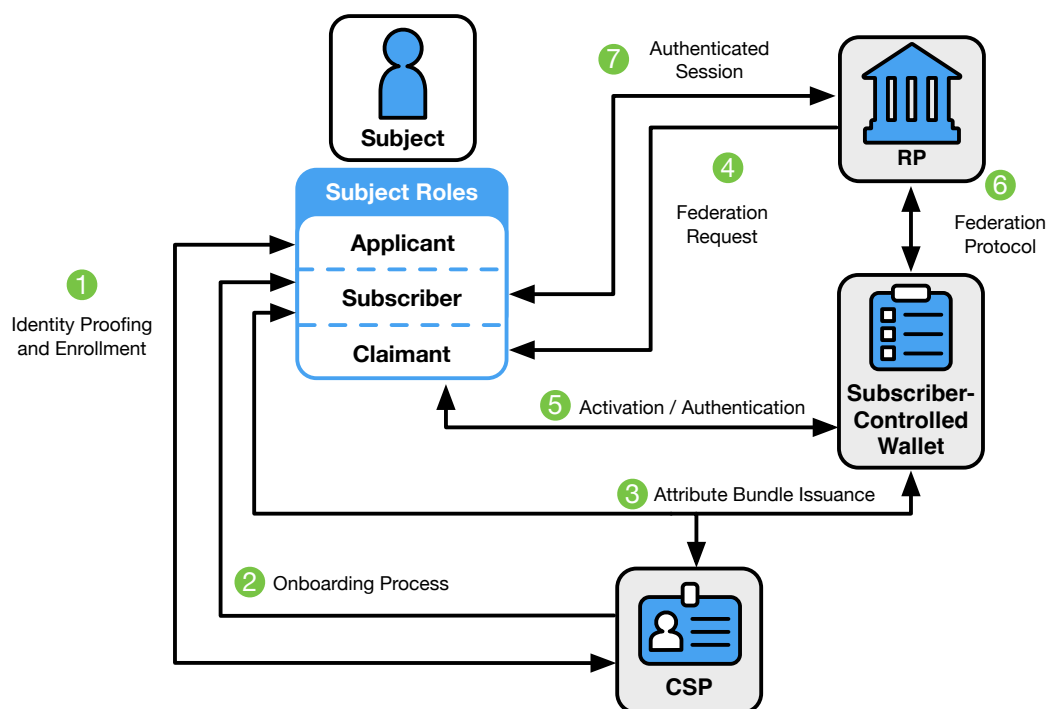 Subject
Subject Roles
Applicant
Subscriber
Claimant
1
Identity Proofing
and Enrollment
2 Onboarding Process
3 Attribute Bundle Issuance
4
Federation
Request
5 Activation / Authentication
6
Federation
Protocol
7 Authenticated
Session
RP
Subscriber-
Controlled
Wallet
CSP